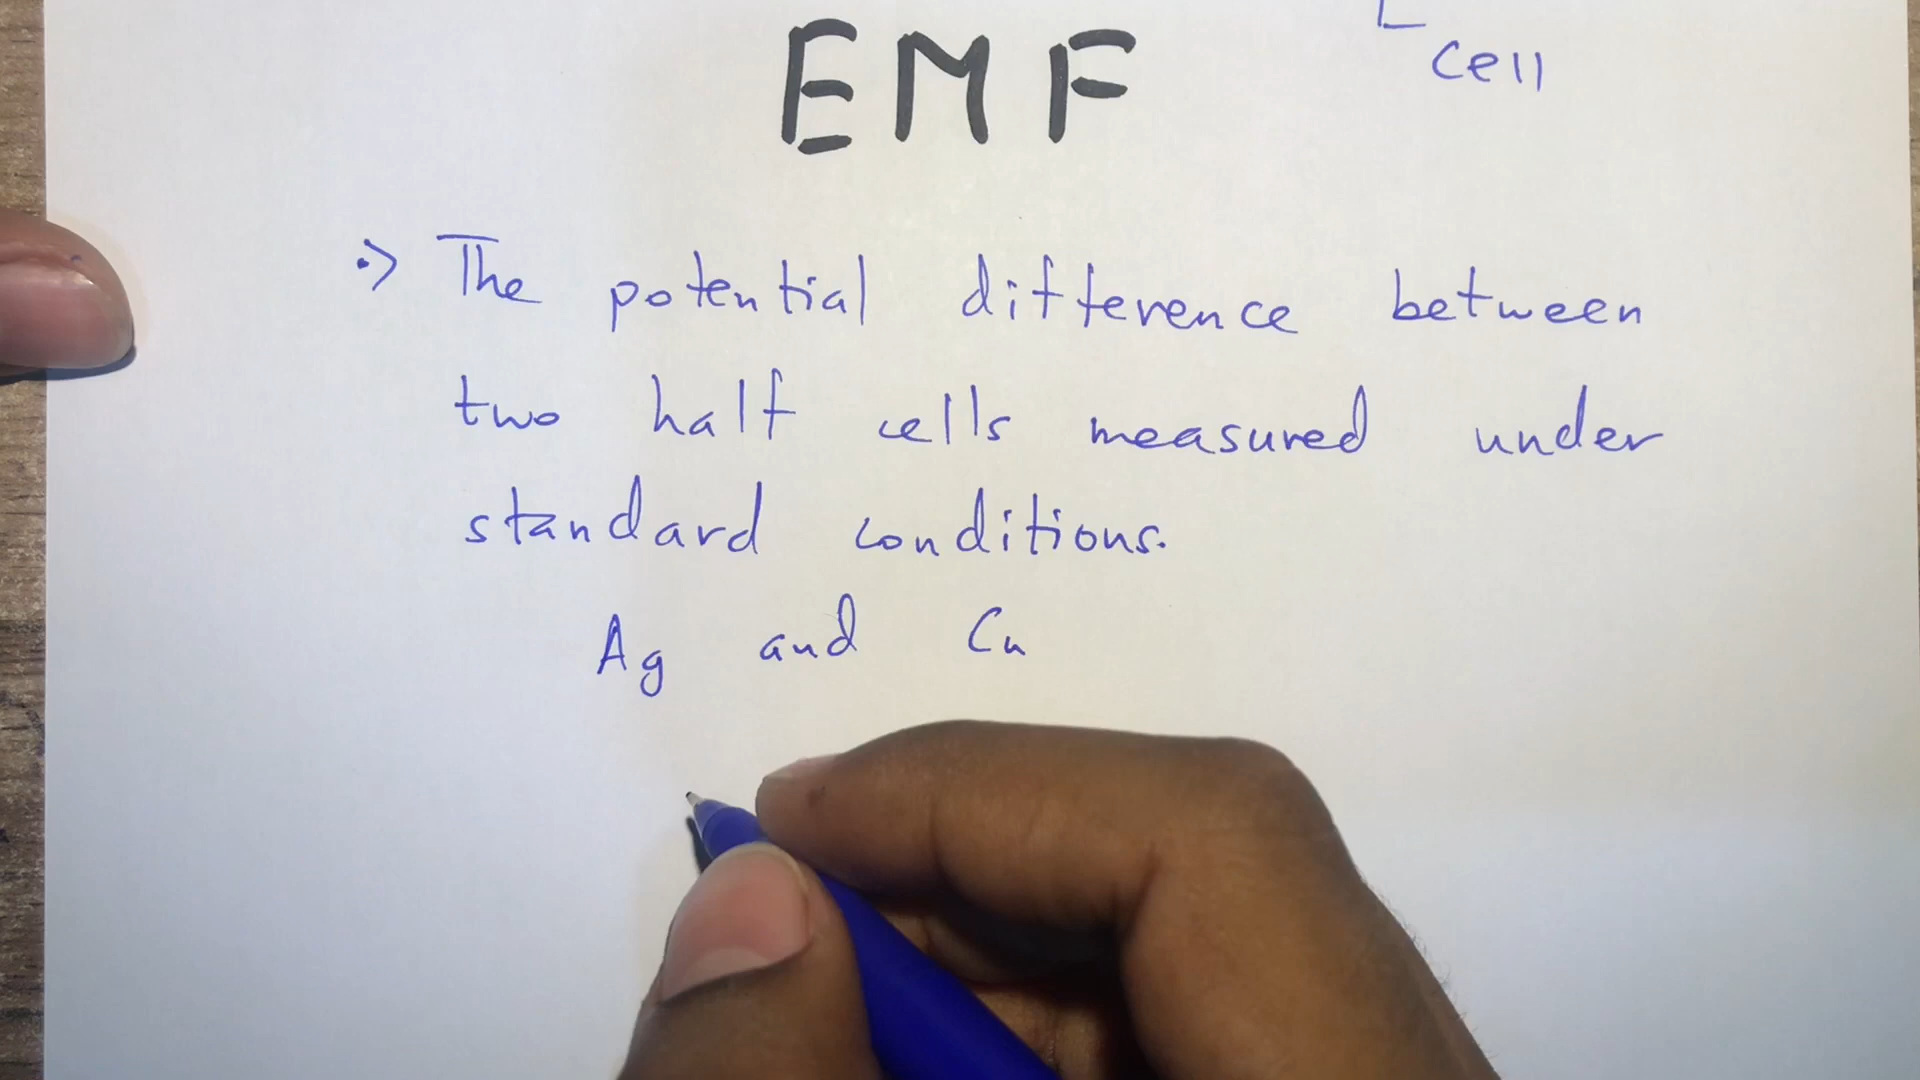 EMF
cell
•> The potential difference between
two half cells measured under
standard conditions.
Ag and Cu